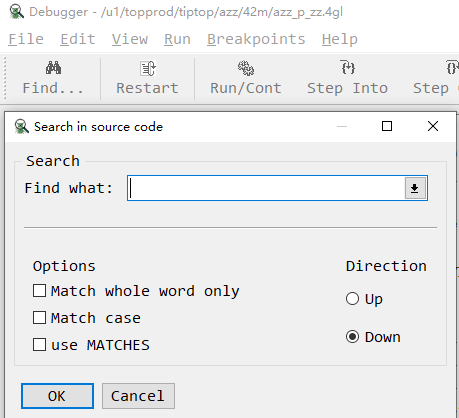 Debugger - /u1/topprod/tiptop/azz/42m/azz_p_zz.4gl
File Edit View Run Breakpoints Help
Find... Restart Run/Cont Step Into Step
Search in source code
Search
Find what:
Options Direction
Match whole word only
Up
Match case
Down
use MATCHES
OK Cancel